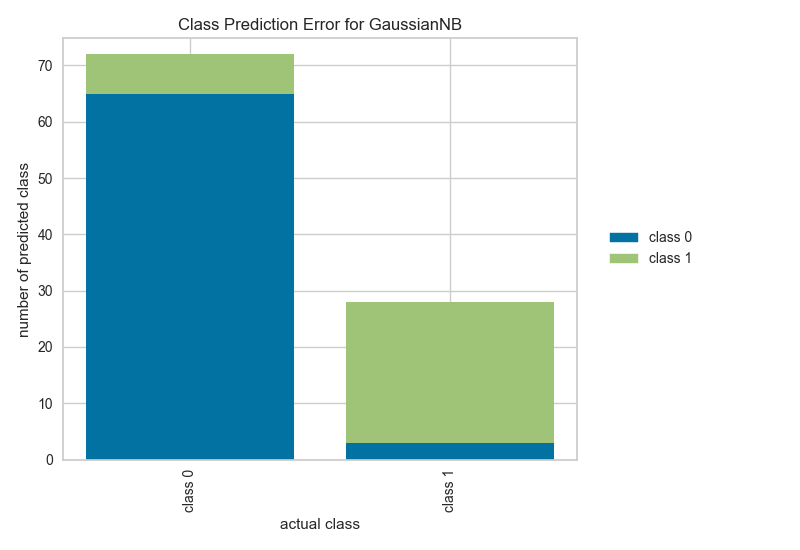 Class Prediction Error for GaussianNB
number of predicted class
70
60
50
40
30
20
10
0
class 0
class 1
actual class
class 0
class 1